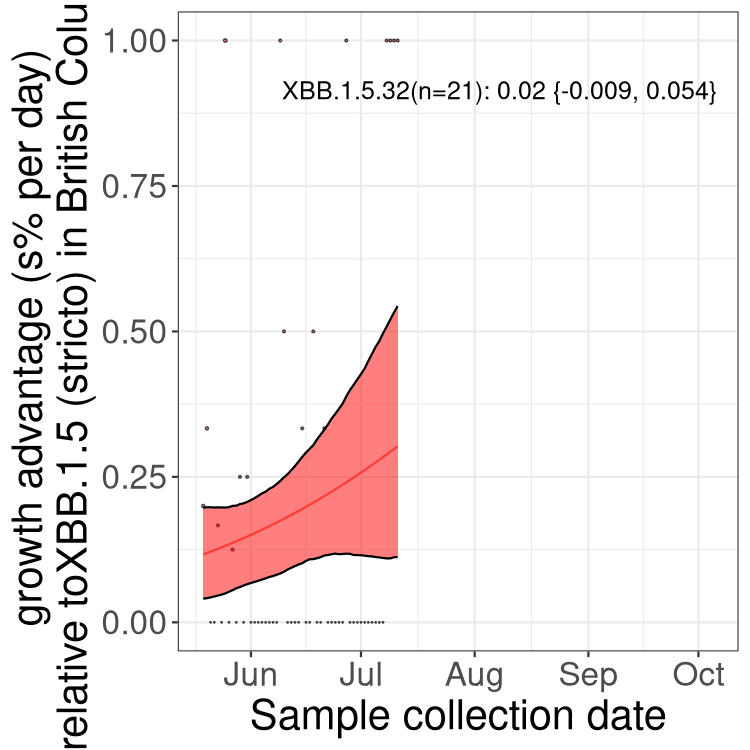 growth advantage (s% per day)
relative toXBB.1.5 (stricto) in British Colu
1.00
0.75
0.50
0.25
0.00
XBB.1.5.32(n=21): 0.02 {-0.009, 0.054}
Jun Jul Aug Sep Oct
Sample collection date